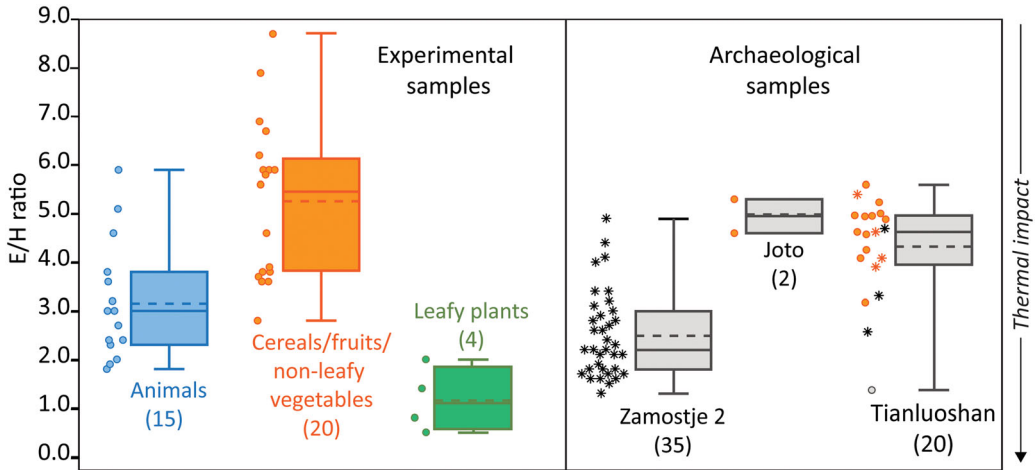 E/H ratio
9.0
8.0
7.0
6.0
5.0
4.0
3.0
2.0
1.0
0.0
Experimental
samples
Animals
(15)
Cereals/fruits/
non-leafy
vegetables
(20)
Leafy plants
(4)
Archaeological
samples
Zamostje 2
(35)
Joto
(2)
Tianluoshan
(20)
Thermal impact